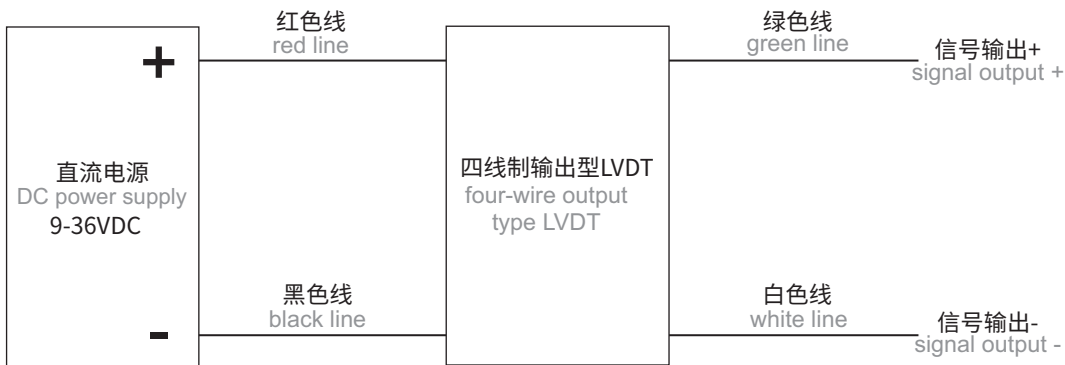 红色线
red line
绿色线
green line
+
信号输出+
signal output +
直流电源
DC power supply
9-36VDC
四线制输出型LVDT
four-wire output
type LVDT
黑色线
black line
白色线
white line
-
信号输出-
signal output -